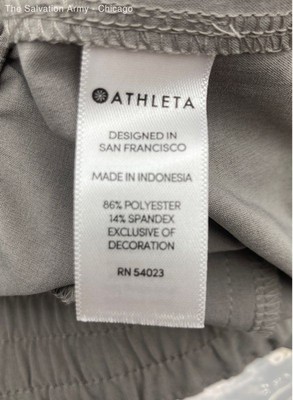 The Salvation Army - Chicago
ATHLETA
DESIGNED IN
SAN FRANCISCO
MADE IN INDONESIA
86% POLYESTER
14% SPANDEX
EXCLUSIVE OF
DECORATION
RN 54023